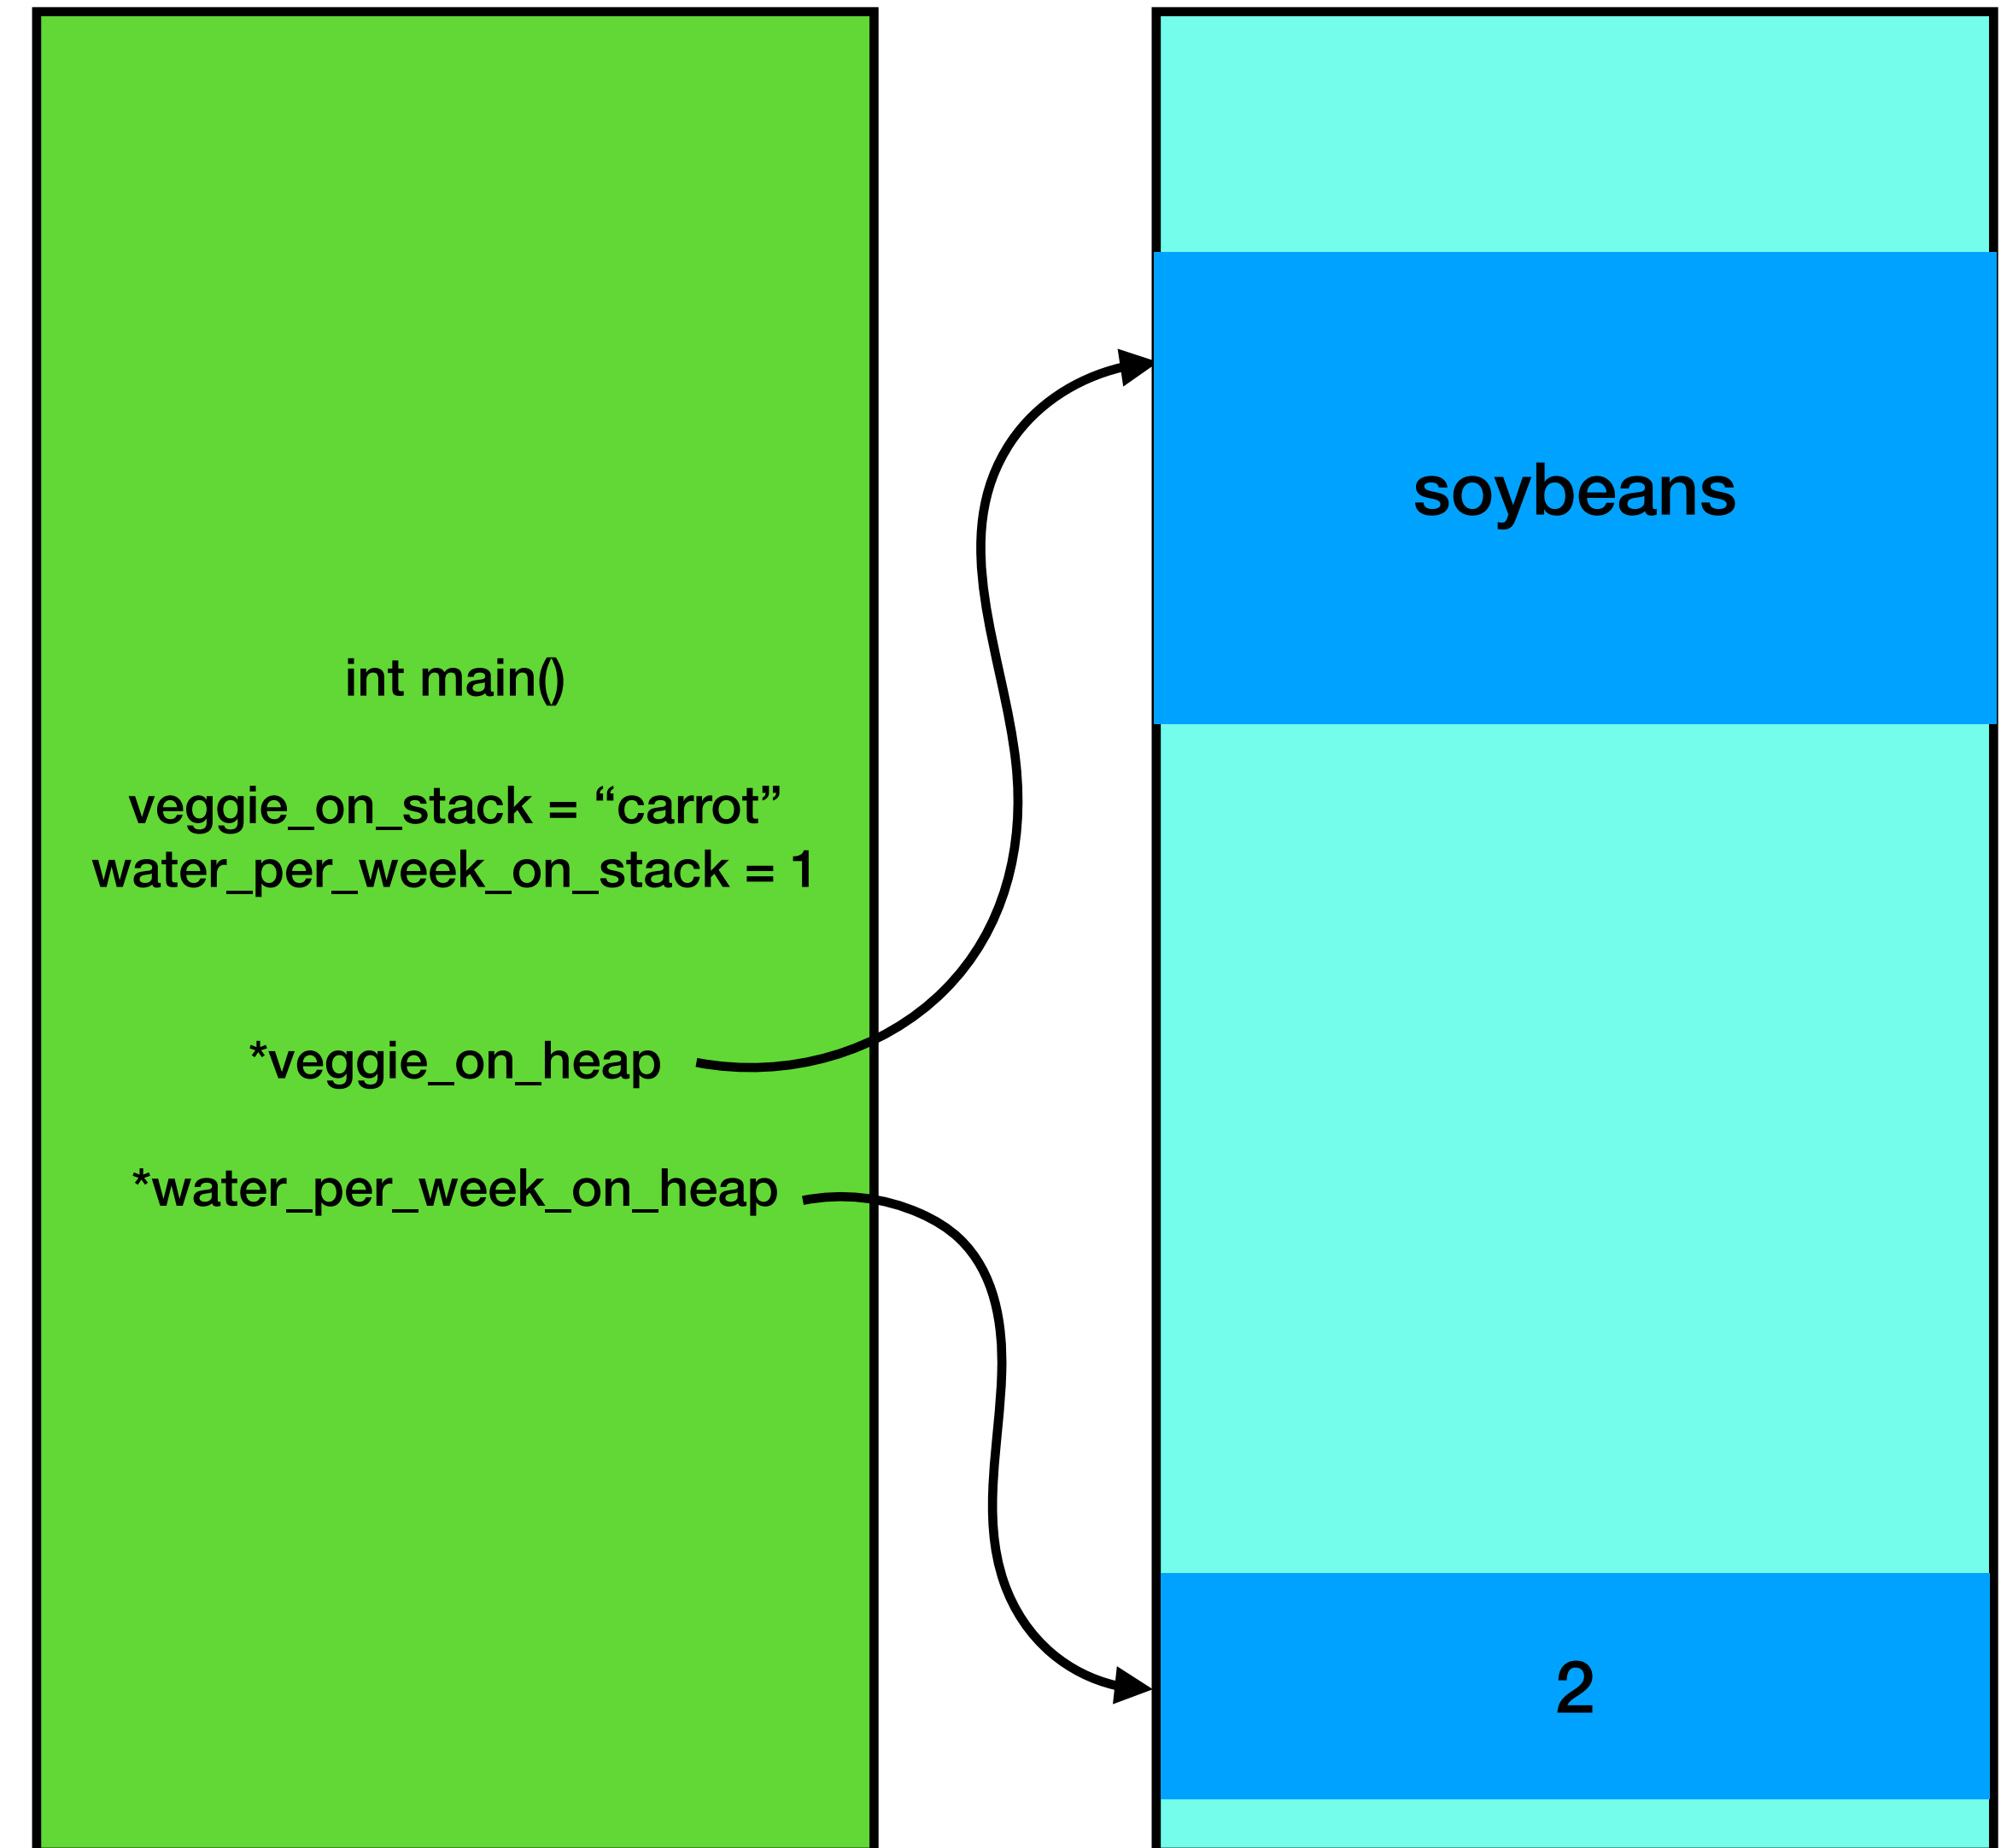 int main()
veggie_on_stack = “carrot”
water_per_week_on_stack = 1
*veggie_on_heap
*water_per_week_on_heap
soybeans
2